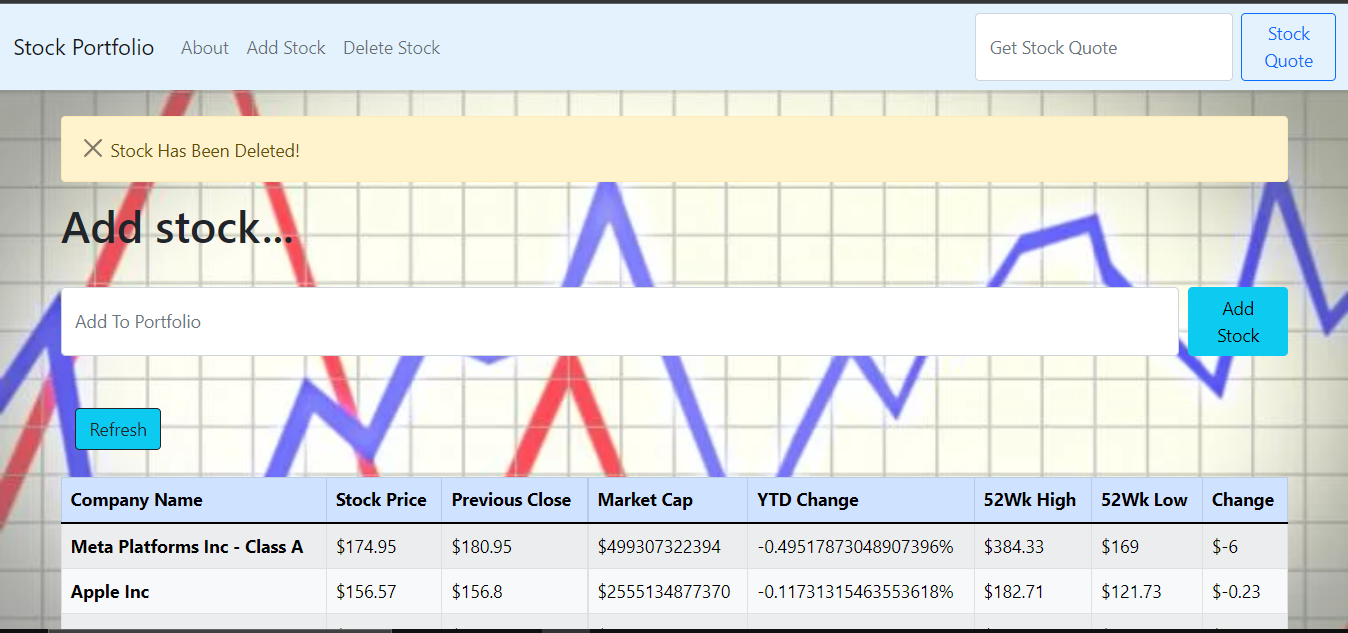 Stock Portfolio About Add Stock Delete Stock Get Stock Quote Stock Quote
Stock Has Been Deleted!
Add stock...
Add To Portfolio Add Stock
Refresh
Company Name Stock Price Previous Close Market Cap YTD Change 52Wk High 52Wk Low Change
Meta Platforms Inc - Class A $174.95 $180.95 $499307322394 -0.49517873048907396% $384.33 $169 $-6
Apple Inc $156.57 $156.8 $2555134877370 -0.11731315463553618% $182.71 $121.73 $-0.23